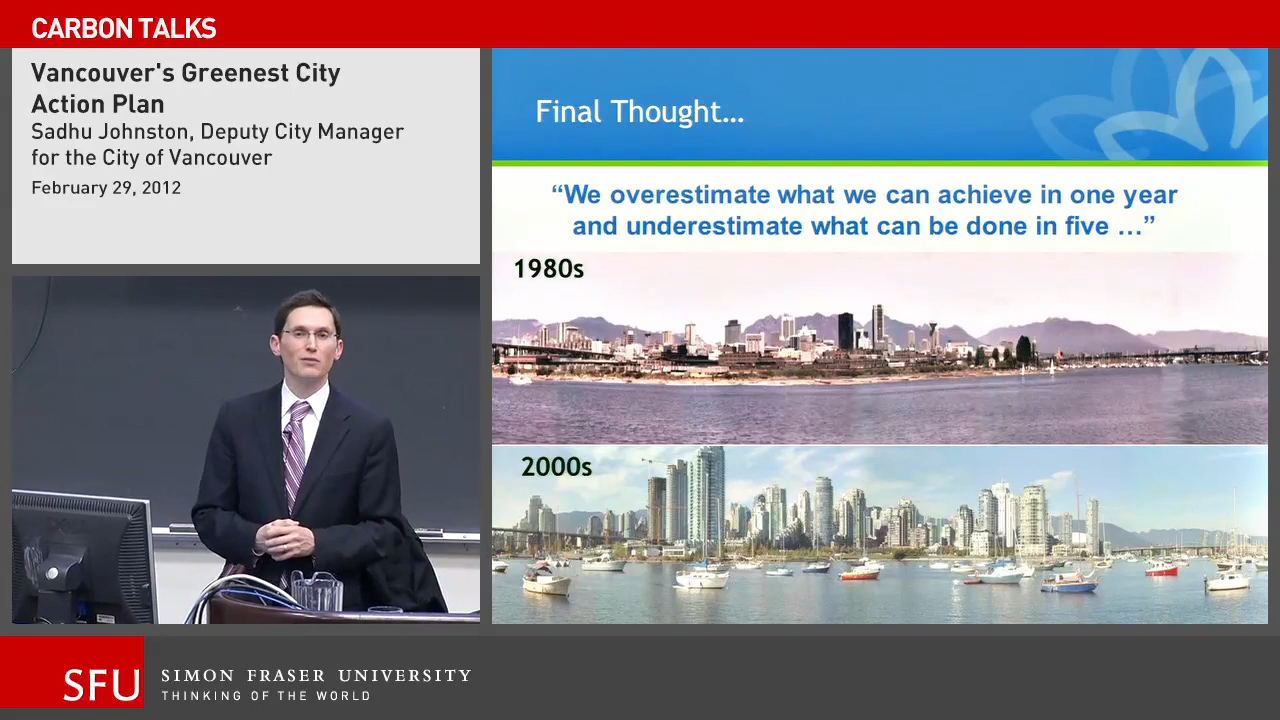 CARBON TALKS
Vancouver's Greenest City
Action Plan
Sadhu Johnston, Deputy City Manager
for the City of Vancouver
February 29, 2012
Final Thought...
“We overestimate what we can achieve in one year
and underestimate what can be done in five ...”
1980s
2000s
SFU
SIMON FRASER UNIVERSITY
THINKING OF THE WORLD